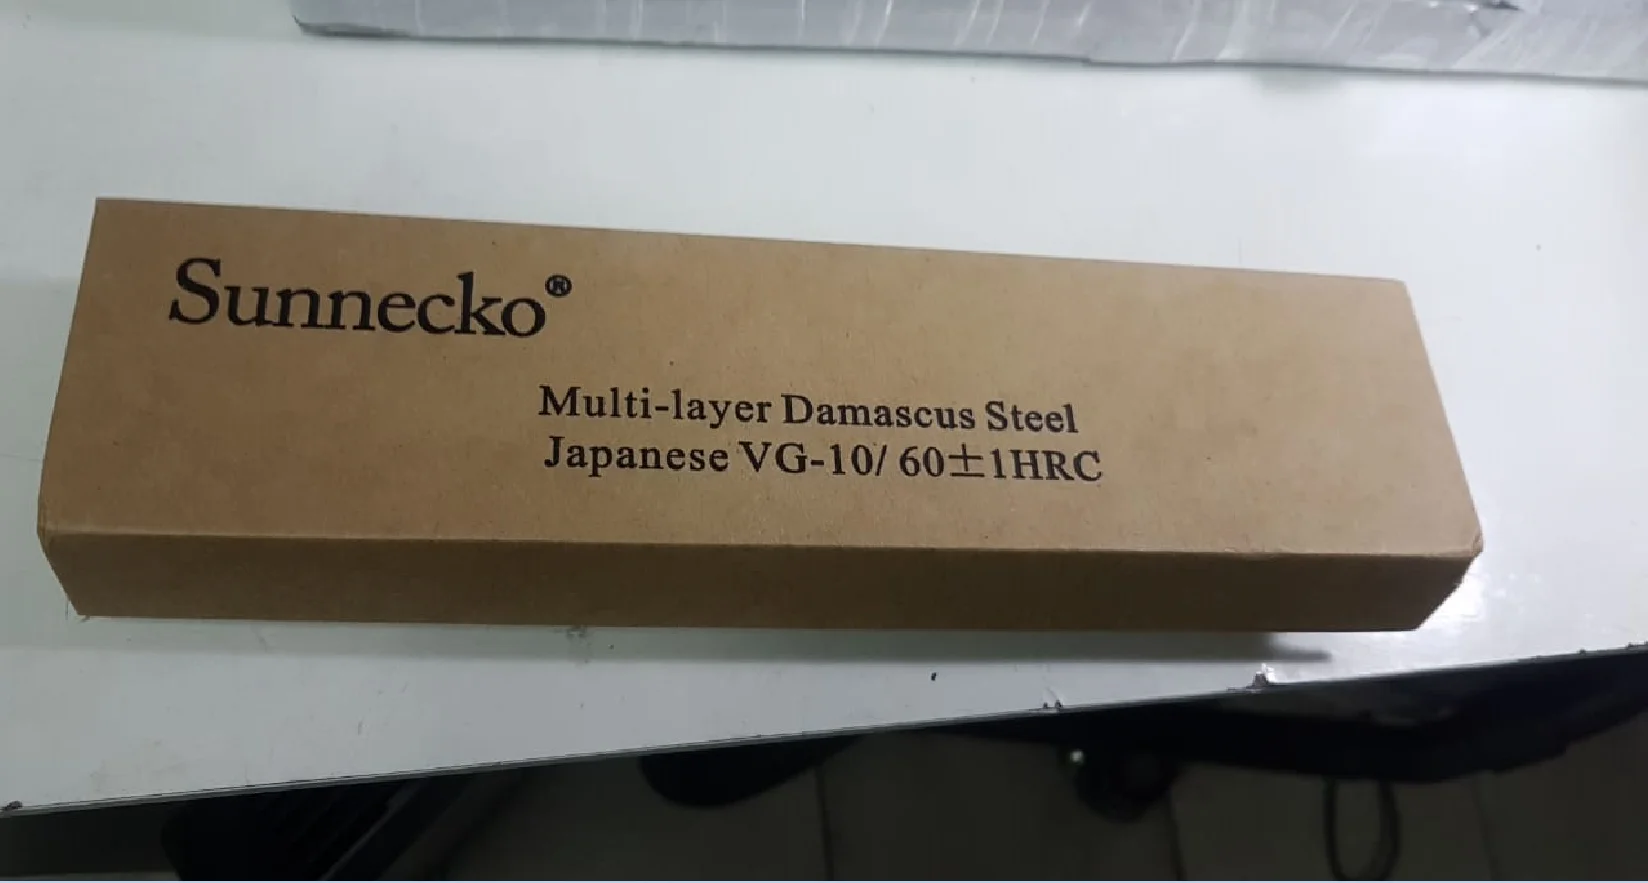 Sunnecko®
Multi-layer Damascus Steel
Japanese VG-10/ 60±1HRC